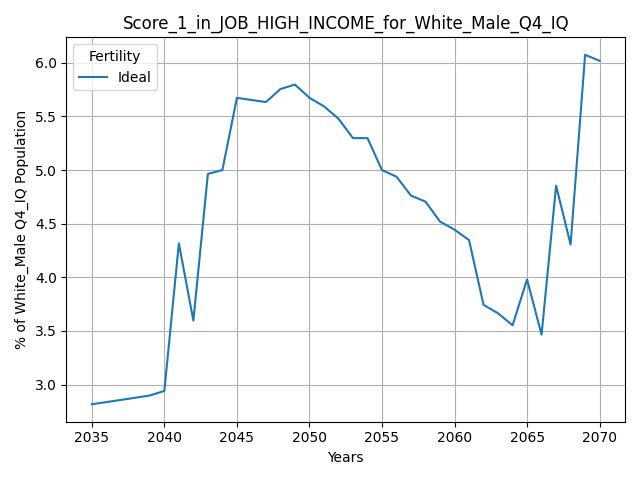 Score_1_in_JOB_HIGH_INCOME_for_White_Male_Q4_IQ
Fertility
Ideal
% of White_Male Q4_IQ Population
6.0
5.5
5.0
4.5
4.0
3.5
3.0
2035 2040 2045 2050 2055 2060 2065 2070
Years